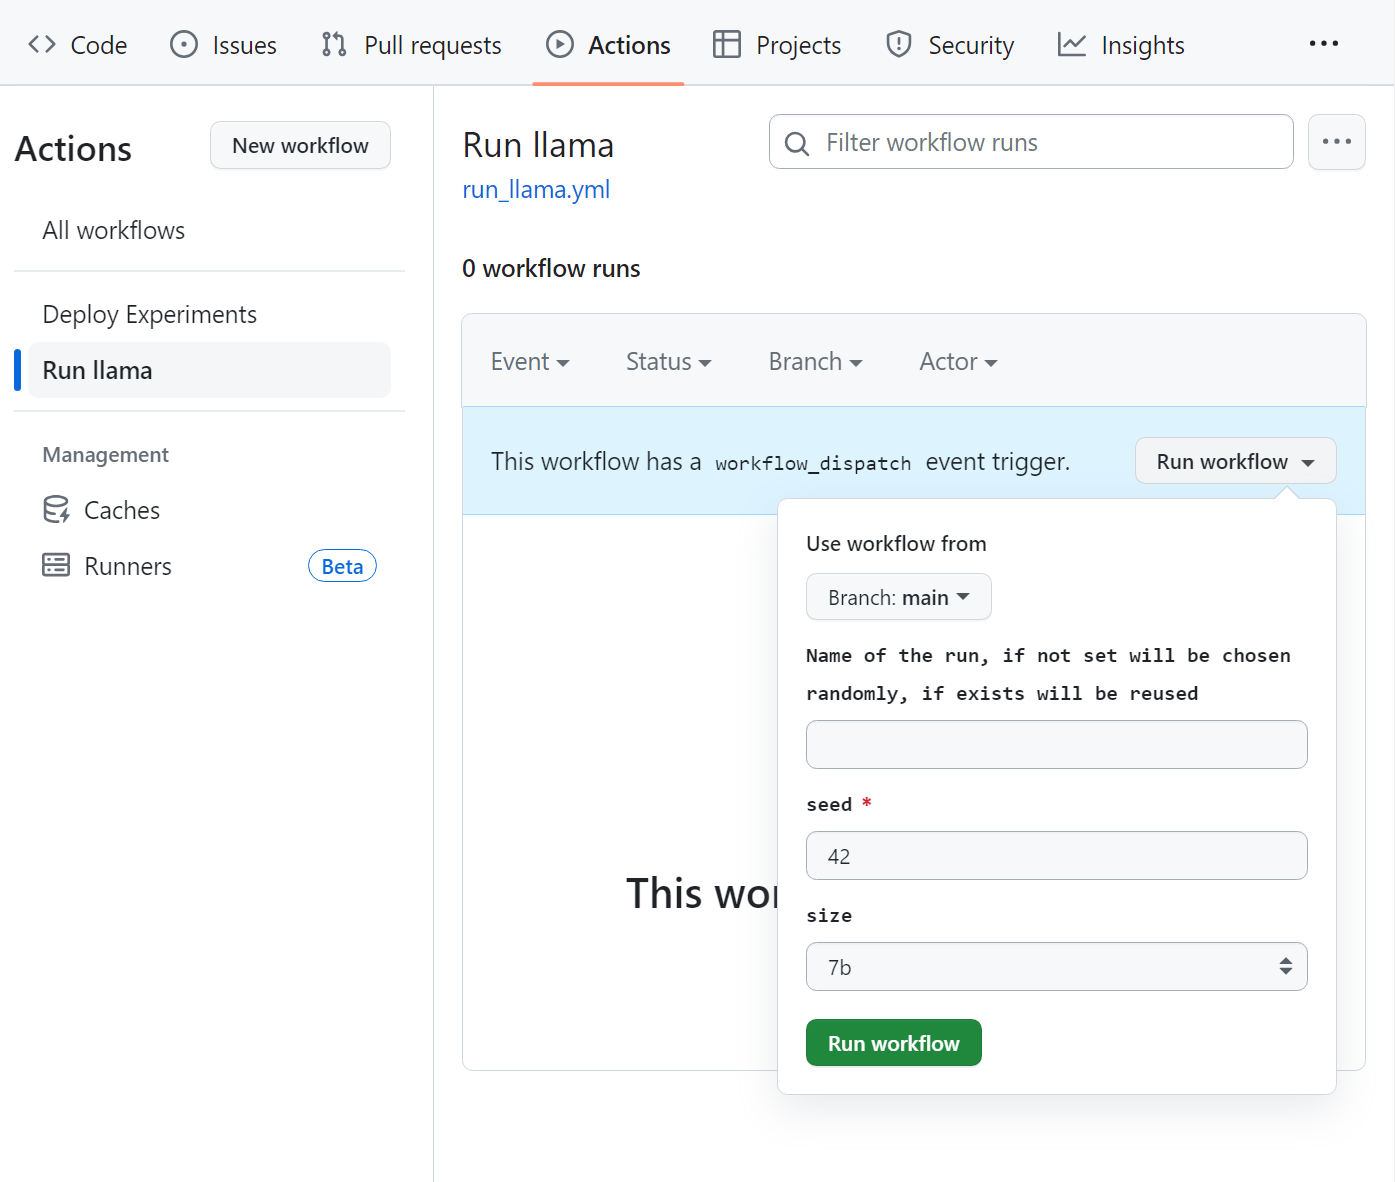 Code
Issues
Pull requests
Actions
Projects
Security
Insights
Actions
New workflow
All workflows
Deploy Experiments
Run llama
Management
Caches
Runners
Beta
Run llama
run_llama.yml
Filter workflow runs
0 workflow runs
Event
Status
Branch
Actor
This workflow has a workflow_dispatch event trigger.
Run workflow
Use workflow from
Branch: main
Name of the run, if not set will be chosen
randomly, if exists will be reused
seed *
42
size
7b
Run workflow
This